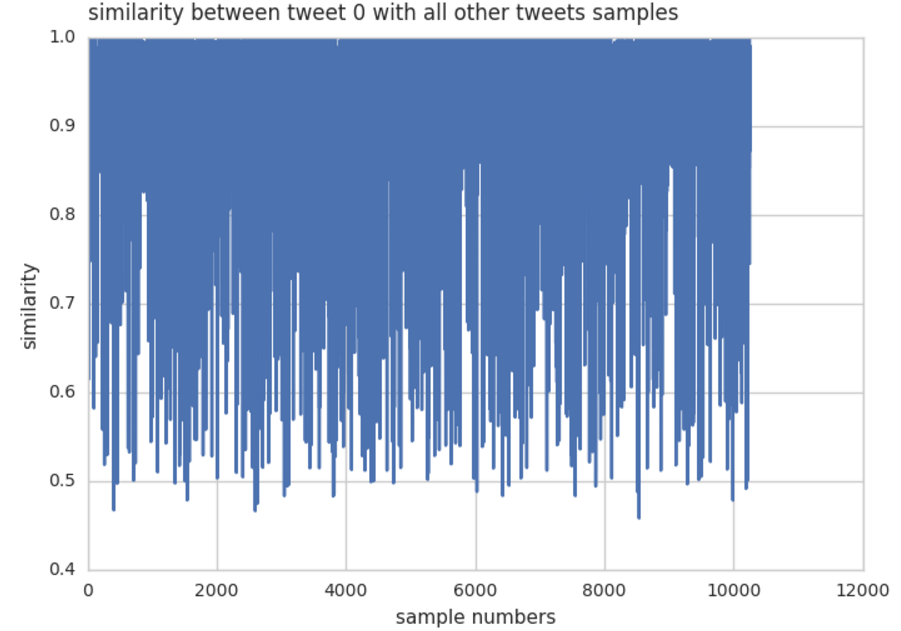 similarity between tweet 0 with all other tweets samples
1.0
0.9
0.8
0.7
0.6
0.5
0.4
similarity
0 2000 4000 6000 8000 10000 12000
sample numbers